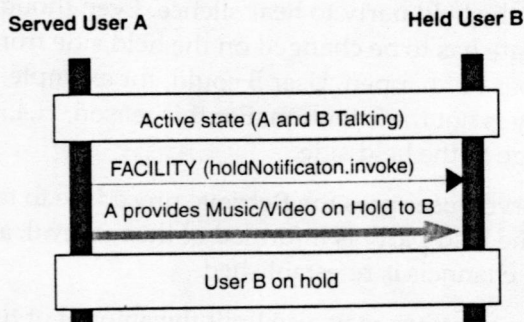 Served User A
Held User B
Active state (A and B Talking)
FACILITY (holdNotificaton.invoke)
A provides Music/Video on Hold to B
User B on hold